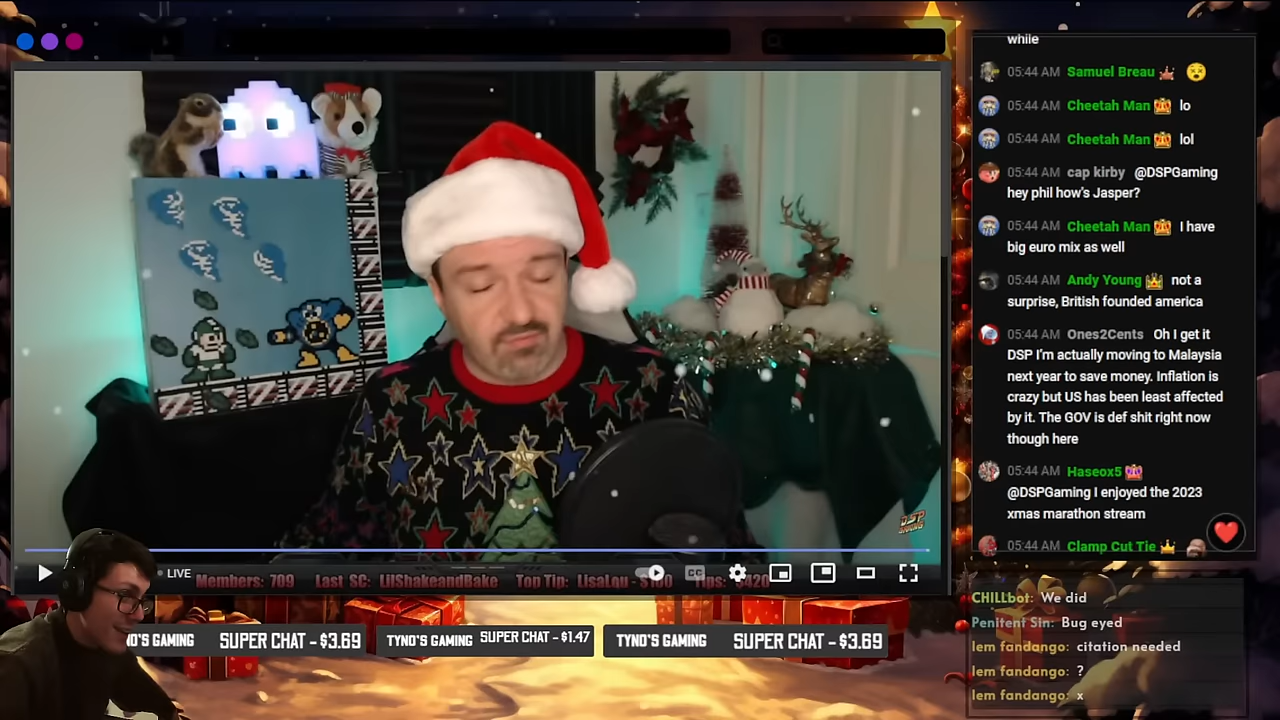 while
05:44 AM Samuel Breau
05:44 AM Cheetah Man lo
05:44 AM Cheetah Man lol
05:44 AM cap kirby @DSPGaming
hey phil how's Jasper?
05:44 AM Cheetah Man I have
big euro mix as well
05:44 AM Andy Young not a
surprise, British founded america
05:44 AM Ones2Cents Oh I get it
DSP I'm actually moving to Malaysia
next year to save money. Inflation is
crazy but US has been least affected
by it. The GOV is def shit right now
though here
05:44 AM Haseox5
@DSPGaming I enjoyed the 2023
xmas marathon stream
05:44 AM Clamp Cut Tie
DSP
GAMING
LIVE
CC
Members: 709 Last SC: LilShakeandBake Top Tip: LisaLou
TYNO'S GAMING SUPER CHAT - $3.69
TYNO'S GAMING SUPER CHAT - $1.47
TYNO'S GAMING SUPER CHAT - $3.69
CHILLbot: We did
Penitent Sin: Bug eyed
lem fandango: citation needed
lem fandango: ?
lem fandango: x